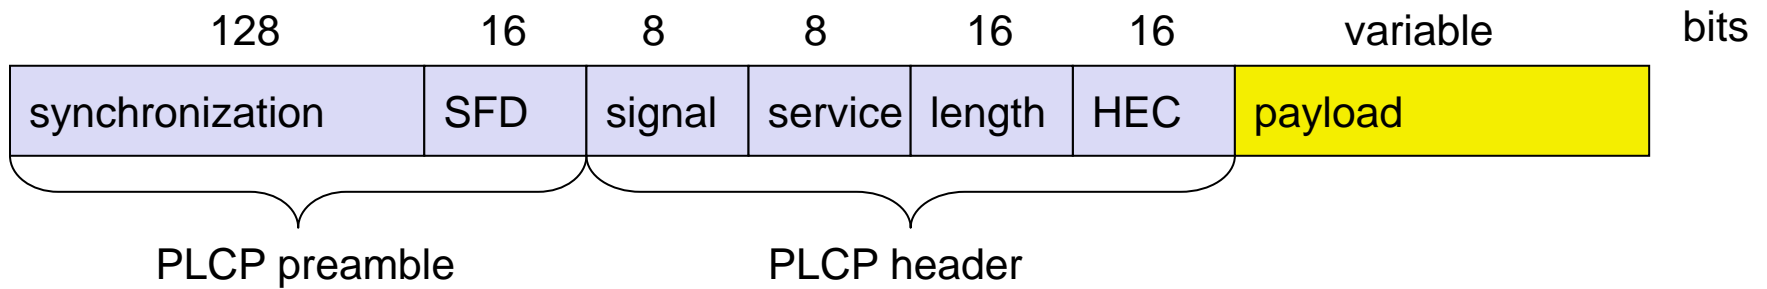 128 16 8 8 16 16 variable bits
synchronization SFD signal service length HEC payload
PLCP preamble PLCP header